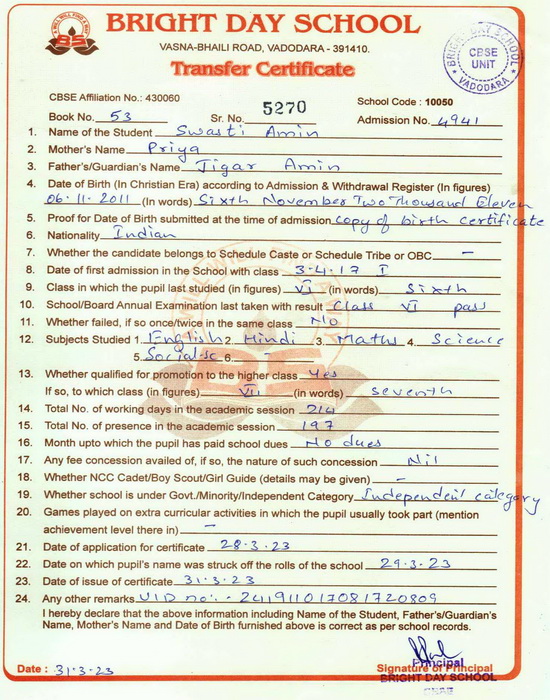 BRIGHT DAY SCHOOL
VASNA-BHAILI ROAD, VADODARA - 391410.
Transfer Certificate
BRIGHT DAY SCHOOL
CBSE
UNIT
VADODARA
CBSE Affiliation No.: 430060
School Code : 10050
Book No. 53 Sr. No. 5270 Admission No. 4941
1. Name of the Student Swasti Amin
2. Mother's Name Priya
3. Father's/Guardian's Name Jigar Amin
4. Date of Birth (In Christian Era) according to Admission & Withdrawal Register (In figures)
06-11-2011 (In words) Sixth November Two Thousand Eleven
5. Proof for Date of Birth submitted at the time of admission copy of birth certificate
6. Nationality Indian
7. Whether the candidate belongs to Schedule Caste or Schedule Tribe or OBC. -
8. Date of first admission in the School with class 3-4-17 I
9. Class in which the pupil last studied (in figures) VI (in words) Sixth
10. School/Board Annual Examination last taken with result Class VI pass
11. Whether failed, if so once/twice in the same class No
12. Subjects Studied 1. English 2. Hindi 3. Maths 4. Science
5. Social-sc 6. -
13. Whether qualified for promotion to the higher class Yes
If so, to which class (in figures) VII (in words) seventh
14. Total No. of working days in the academic session 214
15. Total No. of presence in the academic session 197
16. Month upto which the pupil has paid school dues No dues
17. Any fee concession availed of, if so, the nature of such concession Nil
18. Whether NCC Cadet/Boy Scout/Girl Guide (details may be given) -
19. Whether school is under Govt./Minority/Independent Category Independent category
20. Games played on extra curricular activities in which the pupil usually took part (mention
achievement level there in) -
21. Date of application for certificate 28-3-23
22. Date on which pupil's name was struck off the rolls of the school 29-3-23
23. Date of issue of certificate 31-3-23
24. Any other remarks UID no:- 241911017081720809
I hereby declare that the above information including Name of the Student, Father's/Guardian's
Name, Mother's Name and Date of Birth furnished above is correct as per school records.
Date : 31-3-23
Principal
Signature of Principal
BRIGHT DAY SCHOOL
CBSE